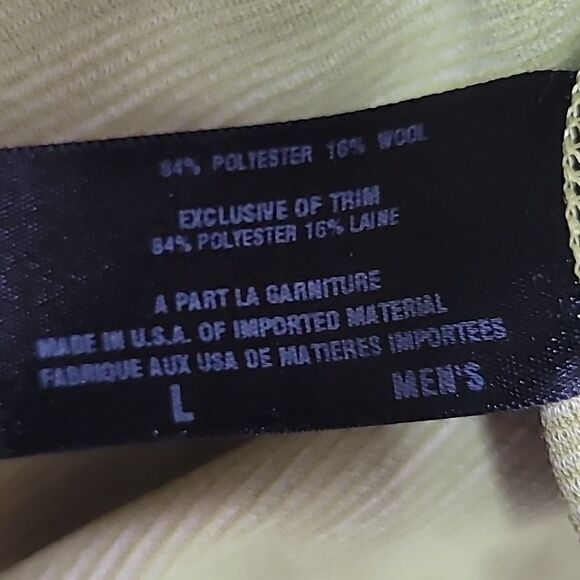 84% POLYESTER 16% WOOL
EXCLUSIVE OF TRIM
84% POLYESTER 16% LAINE
A PART LA GARNITURE
MADE IN U.S.A. OF IMPORTED MATERIAL
FABRIQUE AUX USA DE MATIERES IMPORTEES
L MEN'S